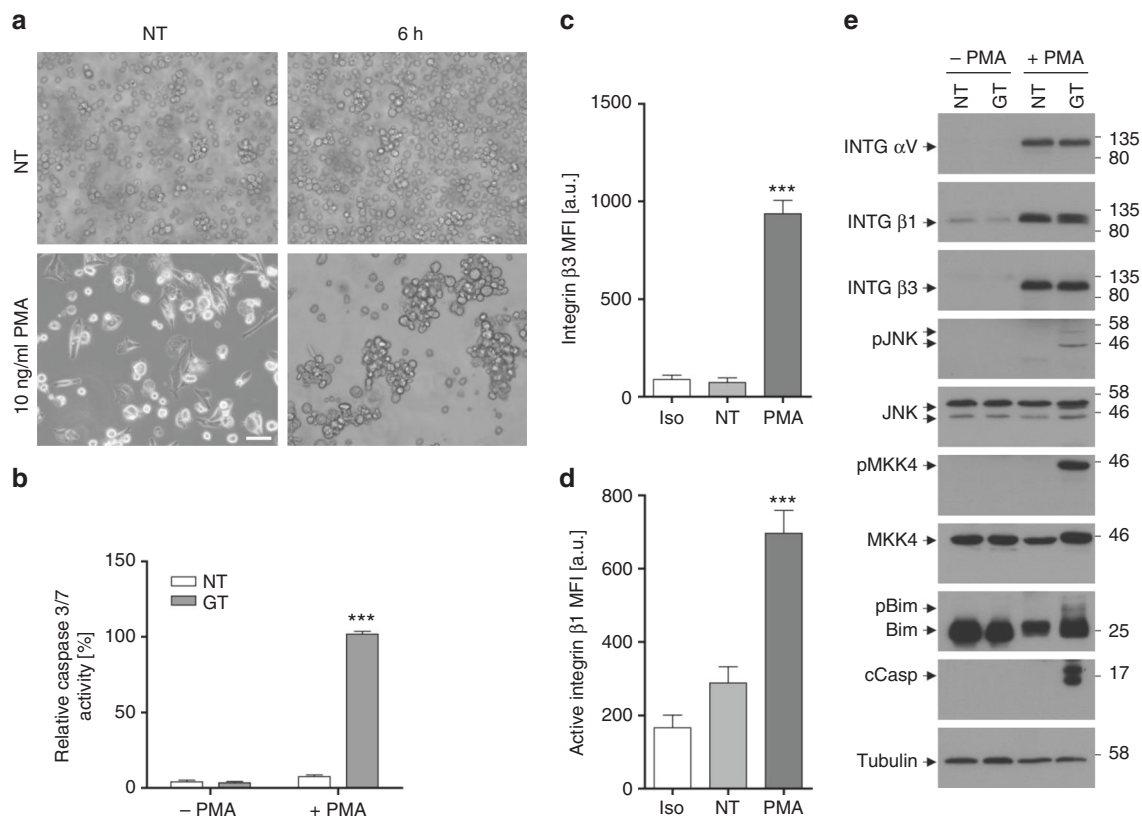 a
NT
6 h
NT
10 ng/ml PMA
b
Relative caspase 3/7
activity [%]
150
100
50
0
NT
GT
***
– PMA
+ PMA
c
Integrin β3 MFI [a.u.]
1500
1000
500
0
***
Iso
NT
PMA
d
Active integrin β1 MFI [a.u.]
800
600
400
200
0
***
Iso
NT
PMA
e
– PMA
+ PMA
NT
GT
NT
GT
INTG αV
135
80
INTG β1
135
80
INTG β3
135
80
pJNK
58
46
JNK
58
46
pMKK4
46
MKK4
46
pBim
Bim
25
cCasp
17
Tubulin
58